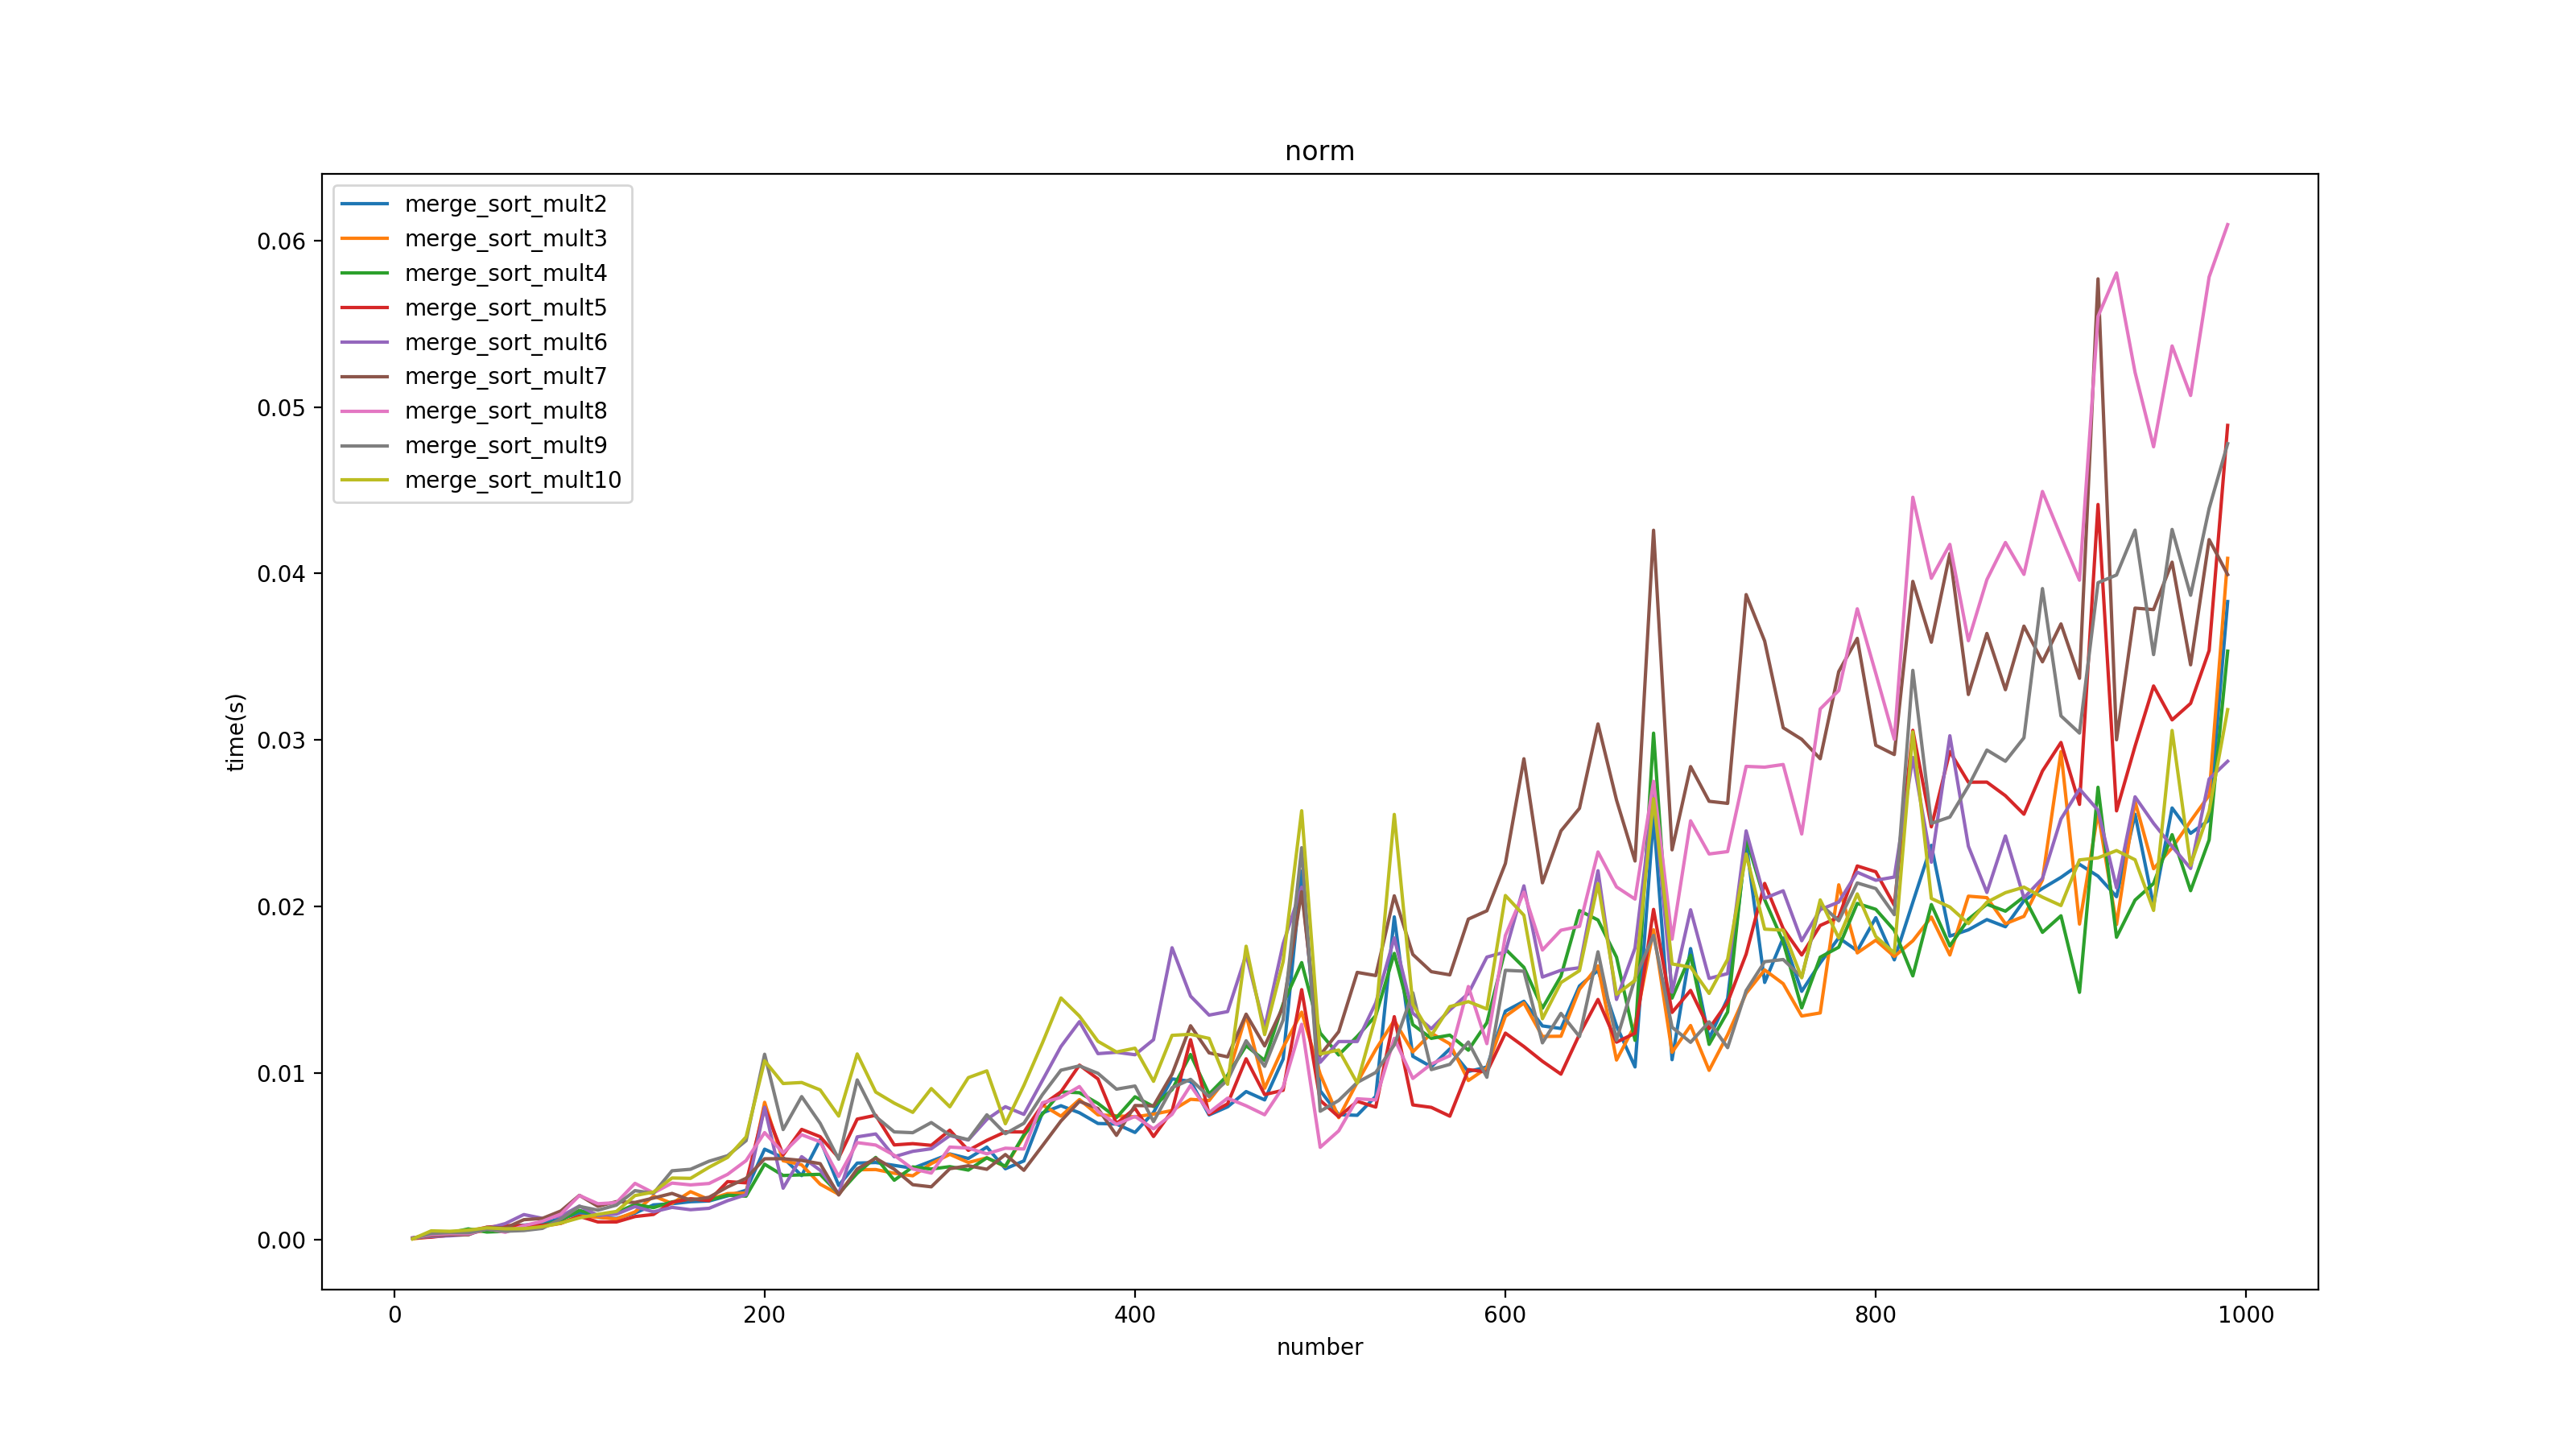 norm
merge_sort_mult2
merge_sort_mult3
merge_sort_mult4
merge_sort_mult5
merge_sort_mult6
merge_sort_mult7
merge_sort_mult8
merge_sort_mult9
merge_sort_mult10
0.06
0.05
0.04
0.03
0.02
0.01
0.00
time(s)
0 200 400 600 800 1000
number